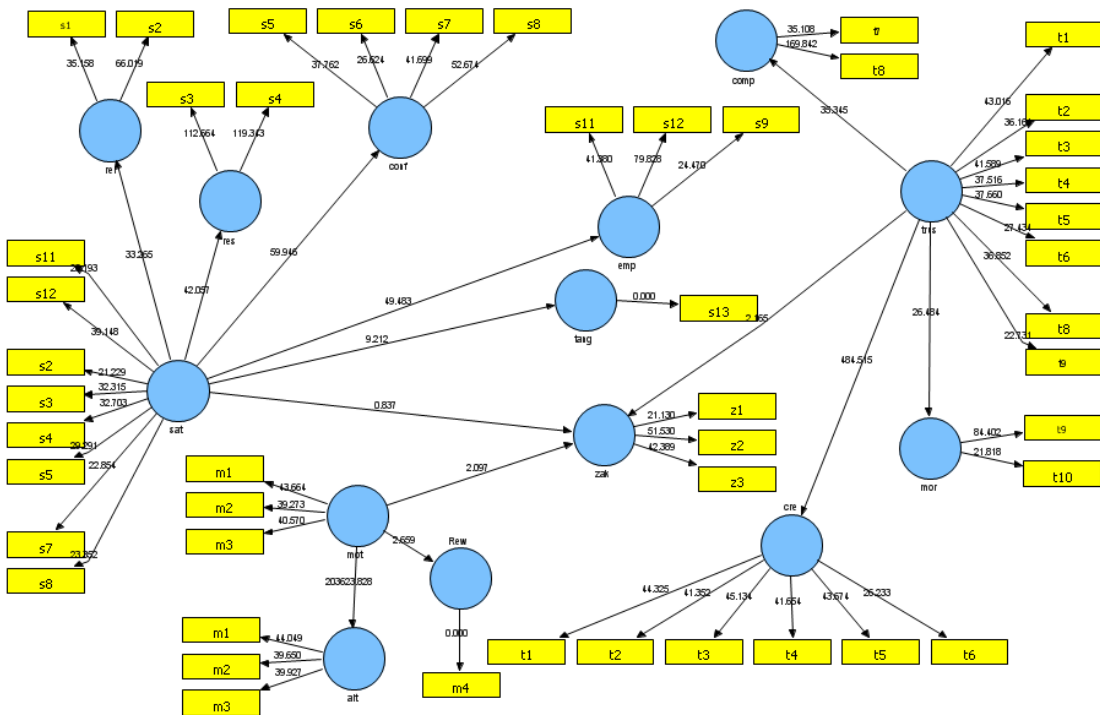 s1
s2
35.158
66.019
rel
s3
s4
112.664
119.343
res
s5
s6
s7
s8
37.762
26.624
41.699
52.674
conf
s11
s12
s9
41.380
79.828
24.470
emp
comp
35.108
169.842
t7
t8
35.345
t1
t2
t3
t4
t5
t6
t8
t9
43.016
41.589
37.516
37.660
27.434
36.852
22.731
33.265
42.057
59.946
49.483
9.212
0.837
tang
0.000
s13
2.165
484.515
26.484
s11
s12
s2
s3
s4
s5
s7
s8
39.148
21.229
32.315
32.703
29.291
22.854
23.352
sat
zak
21.130
51.530
42.389
z1
z2
z3
mor
84.402
21.818
t9
t10
m1
m2
m3
43.664
39.273
40.570
mot
2.097
2.659
Rew
0.000
m4
203623.828
m1
m2
m3
44.049
39.650
39.927
cre
44.325
41.352
45.134
41.654
43.674
26.233
t1
t2
t3
t4
t5
t6